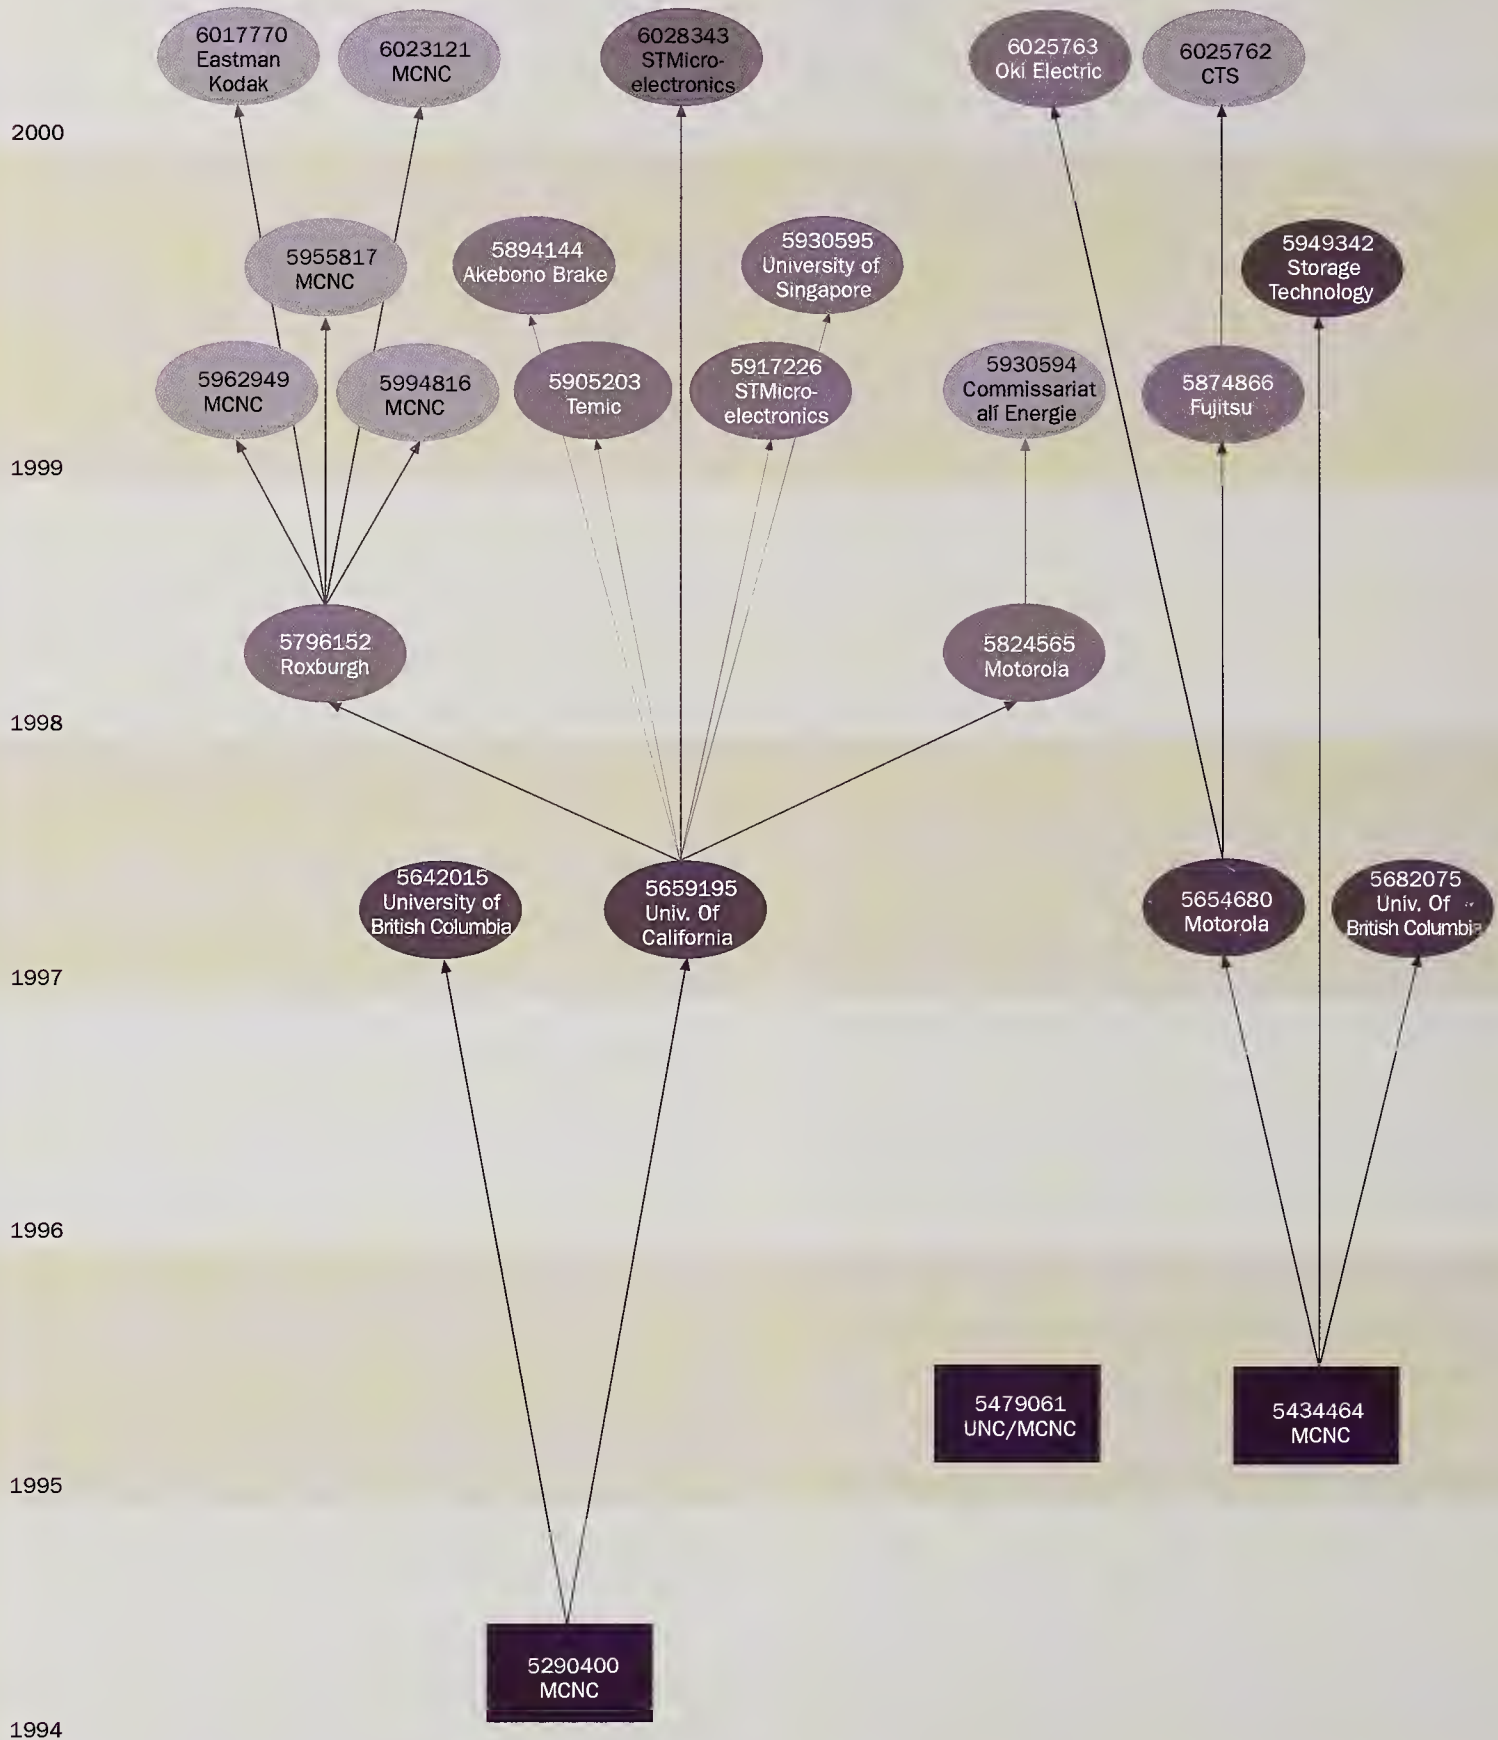 6017770
Eastman
Kodak
6023121
MCNC
6028343
STMicro-
electronics
6025763
Oki Electric
6025762
CTS
2000
5955817
MCNC
5894144
Akebono Brake
5930595
University of
Singapore
5949342
Storage
Technology
5962949
MCNC
5994816
MCNC
5905203
Temic
5917226
STMicro-
electronics
5930594
Commissariat
alí Energie
5874866
Fujitsu
1999
5796152
Roxburgh
5824565
Motorola
1998
5642015
University of
British Columbia
5659195
Univ. Of
California
5654680
Motorola
5682075
Univ. Of
British Columbia
1997
1996
5479061
UNC/MCNC
5434464
MCNC
1995
5290400
MCNC
1994